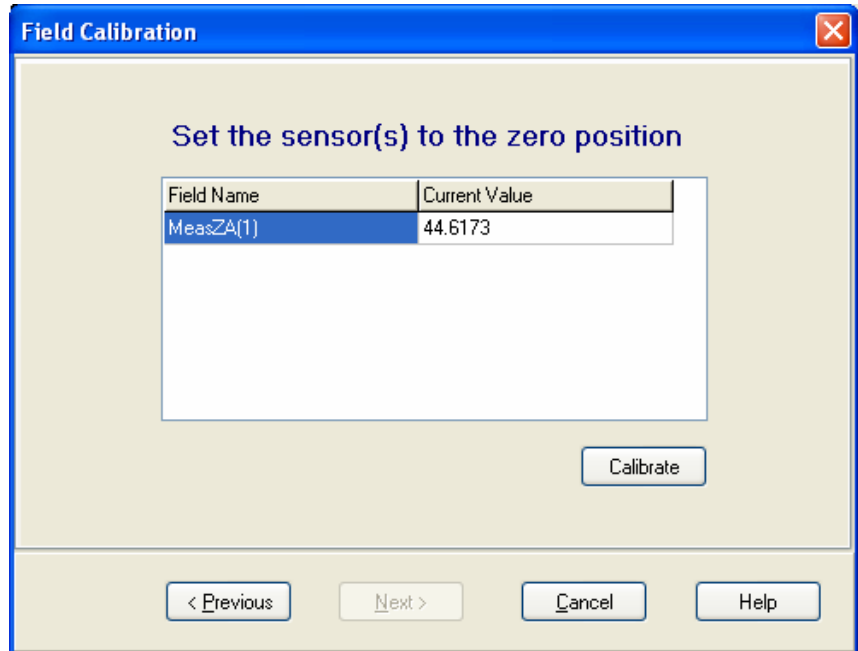 Field Calibration
Set the sensor(s) to the zero position
Field Name Current Value
MeasZA(1) 44.6173
Calibrate
< Previous Next > Cancel Help